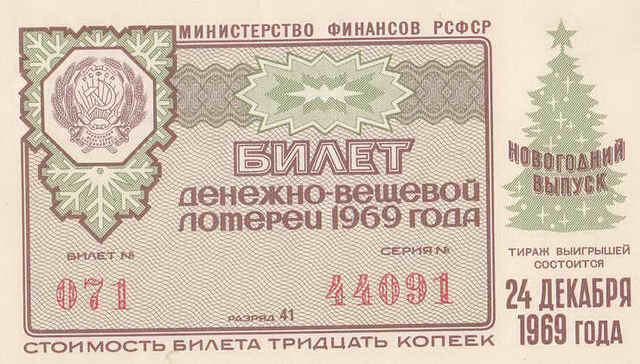 МИНИСТЕРСТВО ФИНАНСОВ РСФСР
БИЛЕТ
ДЕНЕЖНО-ВЕЩЕВОЙ
ЛОТЕРЕИ 1969 ГОДА
БИЛЕТ №
СЕРИЯ №
071
44091
РАЗРЯД 41
СТОИМОСТЬ БИЛЕТА ТРИДЦАТЬ КОПЕЕК
НОВОГОДНИЙ
ВЫПУСК
ТИРАЖ ВЫИГРЫШЕЙ
СОСТОИТСЯ
24 ДЕКАБРЯ
1969 ГОДА